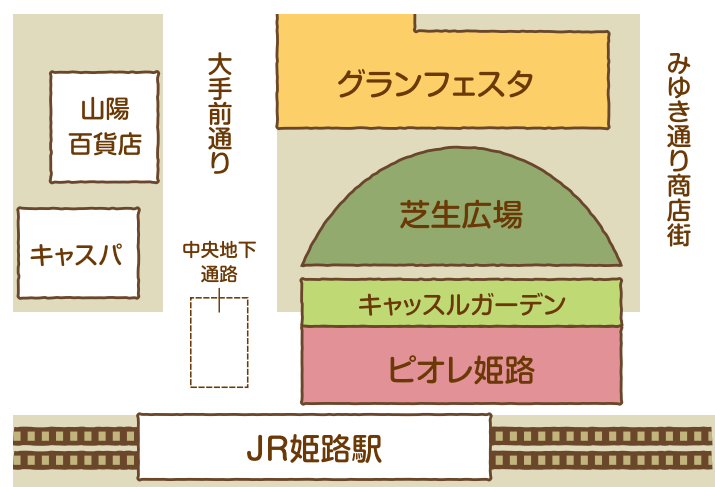 大手前通り
みゆき通り商店街
グランフェスタ
山陽
百貨店
芝生広場
キャスパ
中央地下
通路
キャッスルガーデン
ピオレ姫路
JR姫路駅